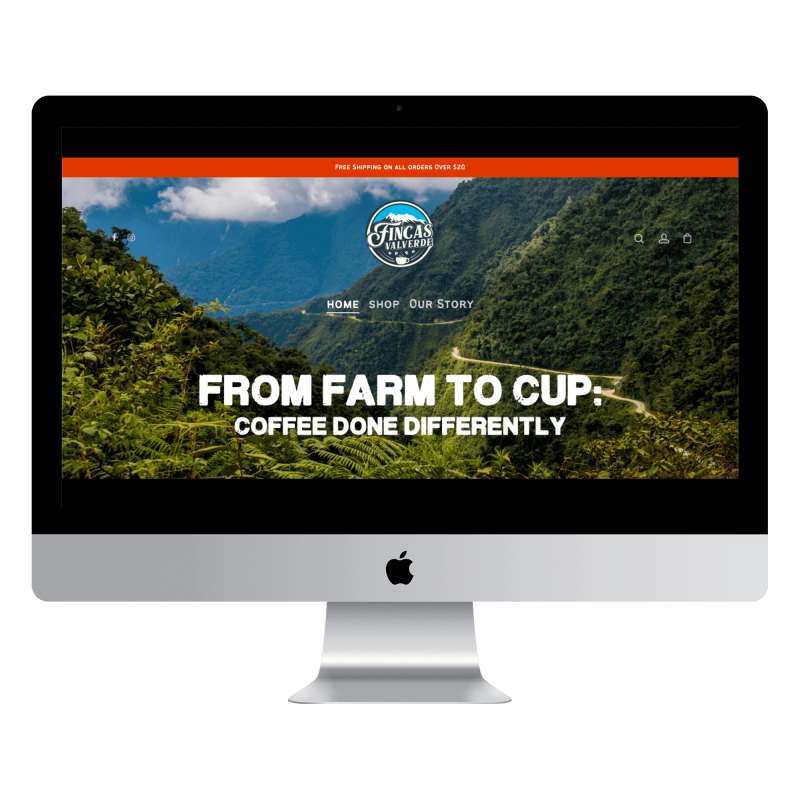 Free Shipping on all orders Over $20
FINCAS
VALVERDE
HOME SHOP OUR STORY
FROM FARM TO CUP:
COFFEE DONE DIFFERENTLY